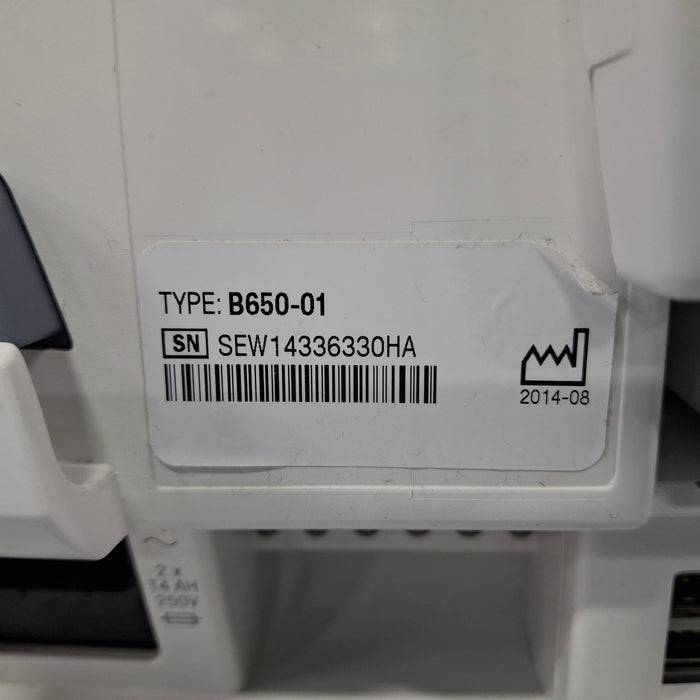 TYPE: B650-01
SN SEW14336330HA
2014-08
2 x
T4 AH
250V